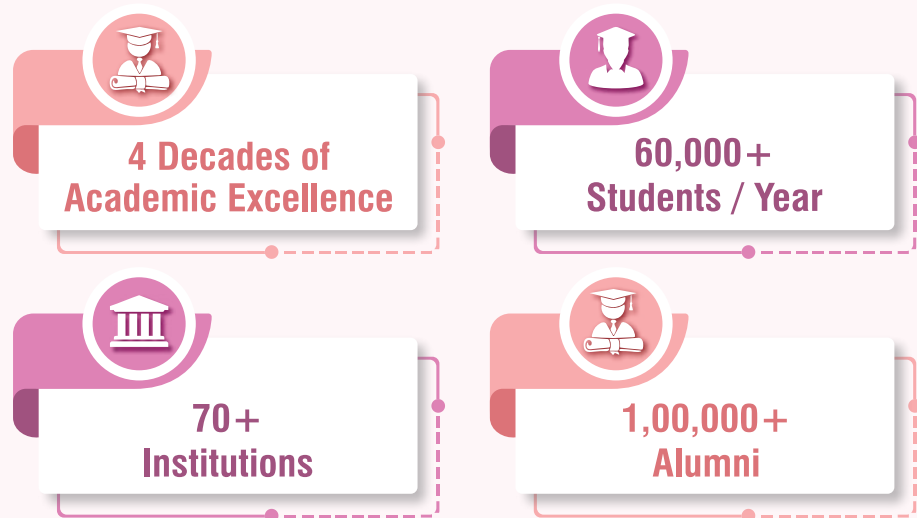 4 Decades of
Academic Excellence
60,000+
Students / Year
70+
Institutions
1,00,000+
Alumni